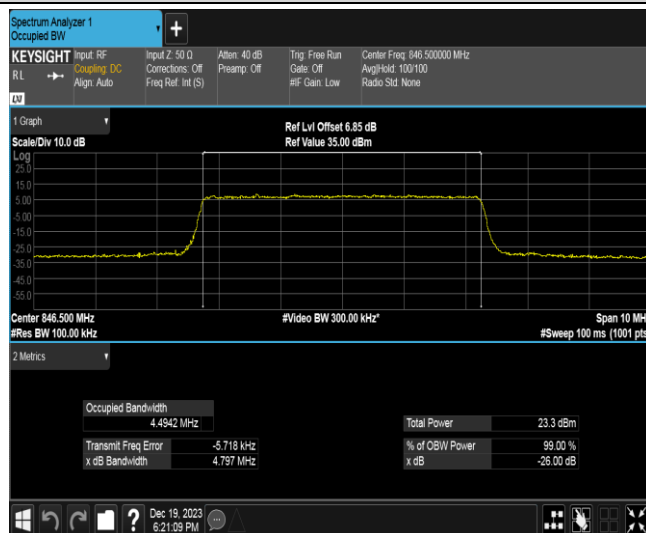 Spectrum Analyzer 1
Occupied BW
+
KEYSIGHT
RL
LXI
Input: RF
Coupling: DC
Align: Auto
Input Z: 50 Ω
Corrections: Off
Freq Ref: Int (S)
Atten: 40 dB
Preamp: Off
Trig: Free Run
Gate: Off
#IF Gain: Low
Center Freq: 846.500000 MHz
Avg|Hold: 100/100
Radio Std: None
1 Graph
Scale/Div 10.0 dB
Ref Lvl Offset 6.85 dB
Ref Value 35.00 dBm
Log
25.0
15.0
5.00
-5.00
-15.0
-25.0
-35.0
-45.0
-55.0
Center 846.500 MHz
#Res BW 100.00 kHz
#Video BW 300.00 kHz*
Span 10 MH
#Sweep 100 ms (1001 pts
2 Metrics
Occupied Bandwidth
4.4942 MHz
Transmit Freq Error -5.718 kHz
x dB Bandwidth 4.797 MHz
Total Power 23.3 dBm
% of OBW Power 99.00 %
x dB -26.00 dB
?
Dec 19, 2023
6:21:09 PM